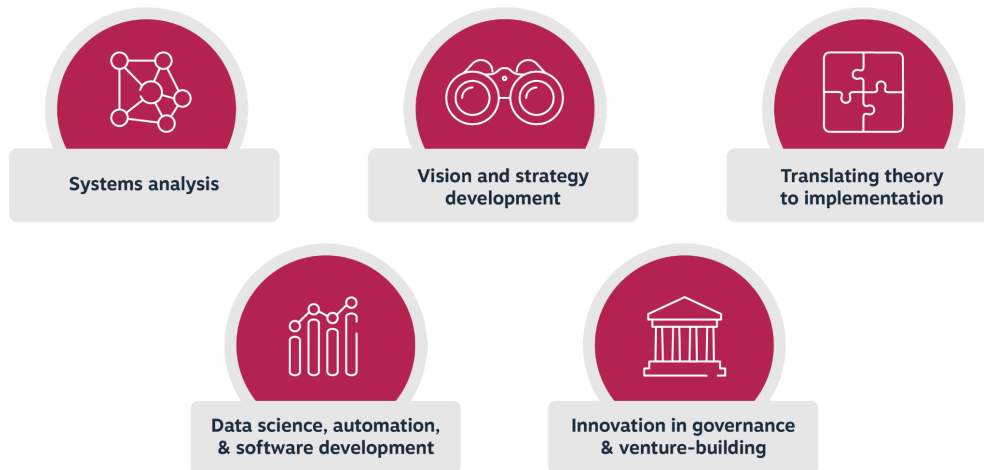 Systems analysis
Vision and strategy
development
Translating theory
to implementation
Data science, automation,
& software development
Innovation in governance
& venture-building